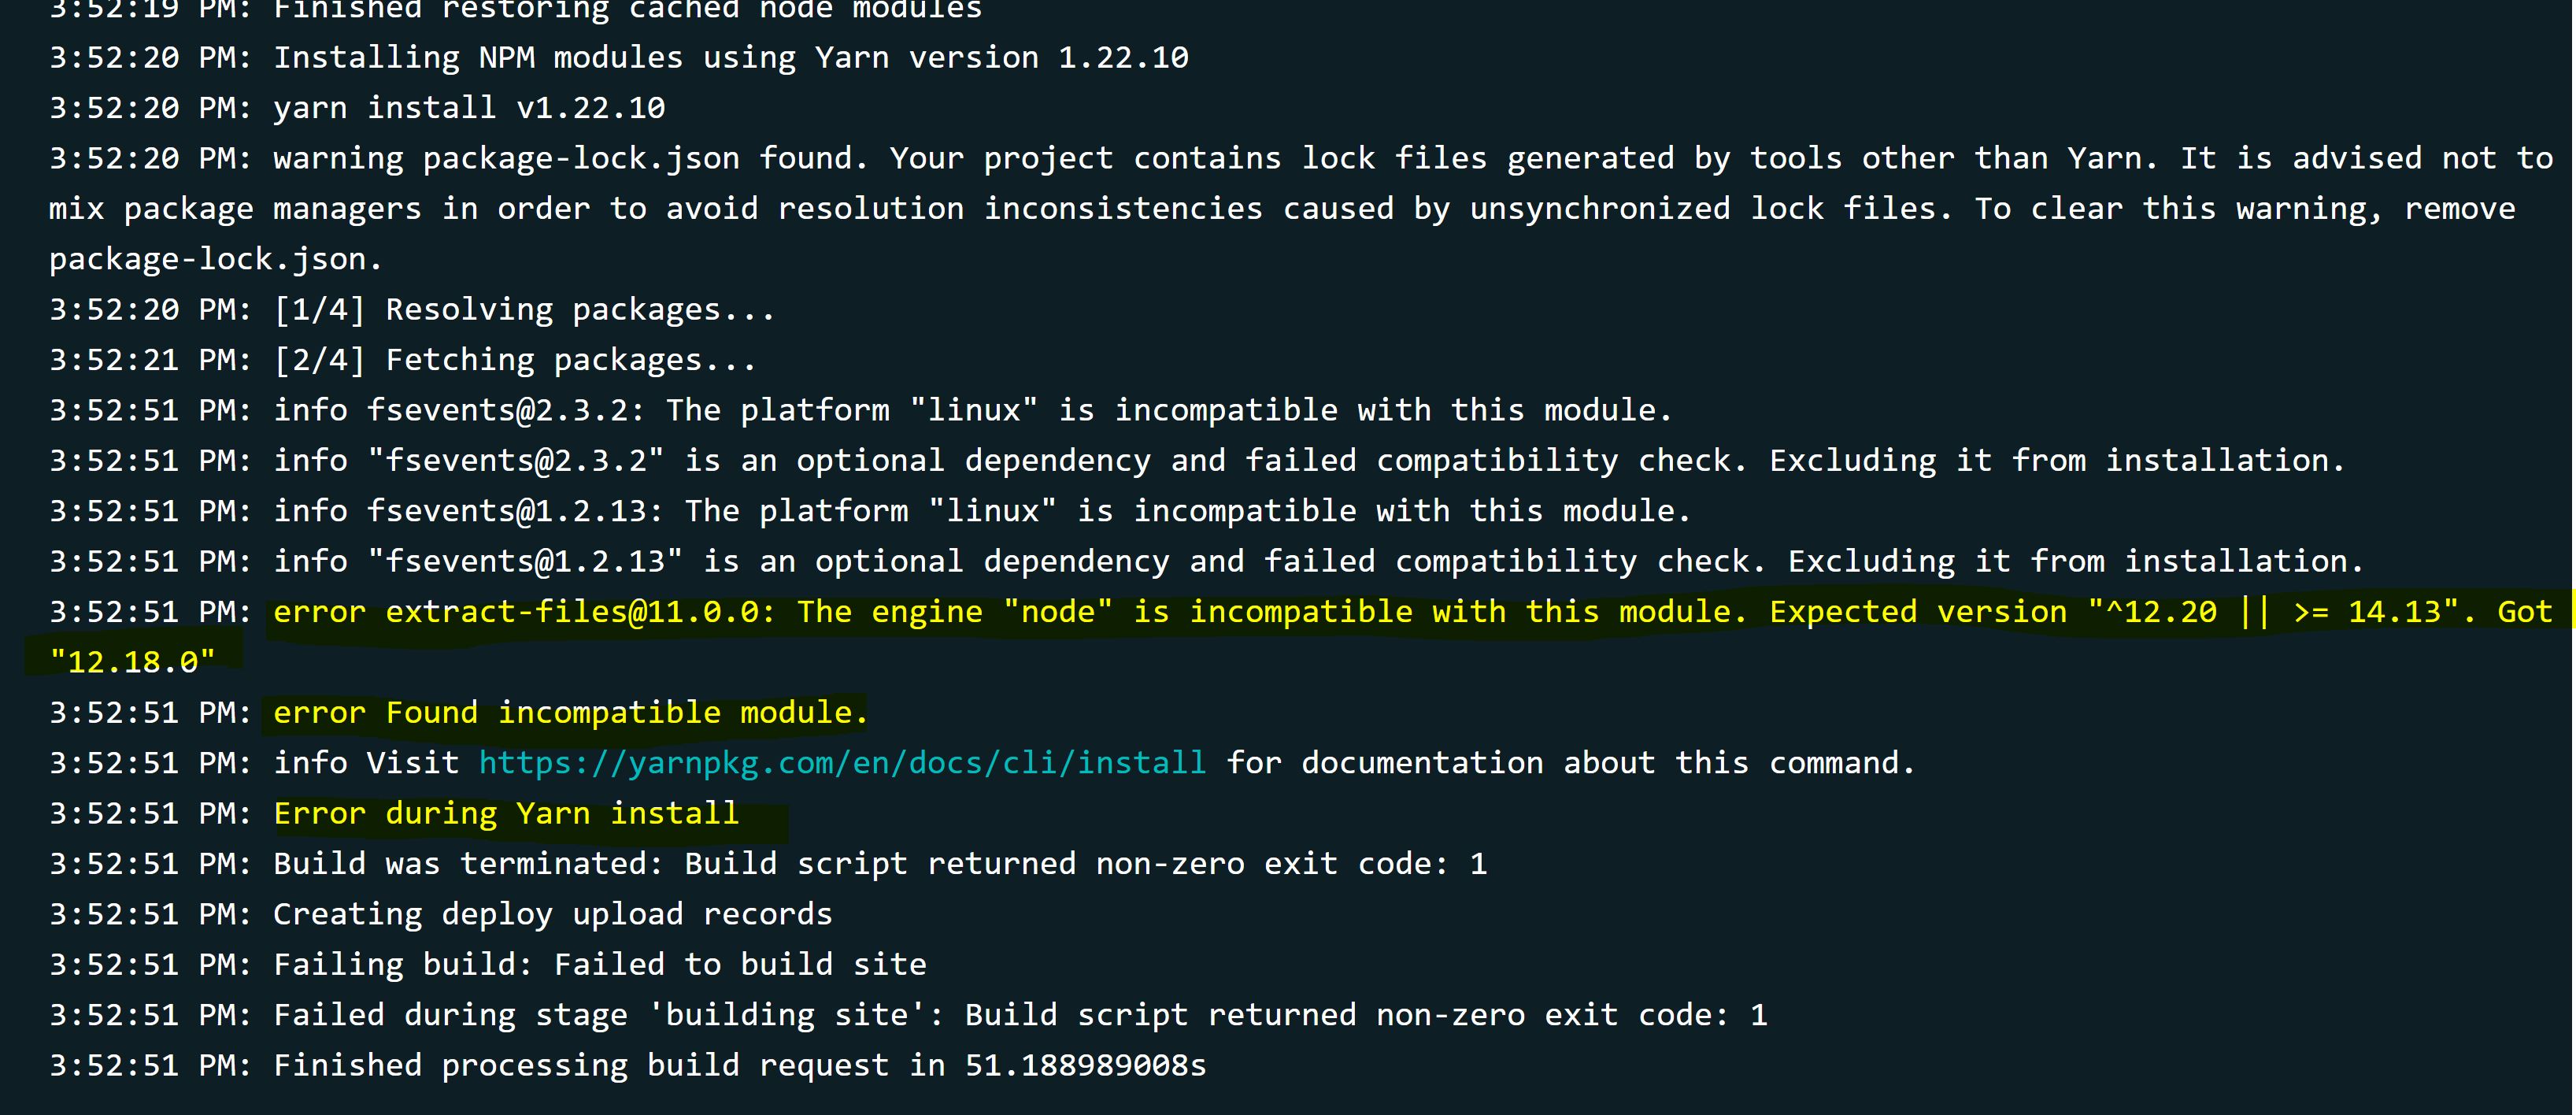 3:52:19 PM: Finished restoring cached node modules
3:52:20 PM: Installing NPM modules using Yarn version 1.22.10
3:52:20 PM: yarn install v1.22.10
3:52:20 PM: warning package-lock.json found. Your project contains lock files generated by tools other than Yarn. It is advised not to
mix package managers in order to avoid resolution inconsistencies caused by unsynchronized lock files. To clear this warning, remove
package-lock.json.
3:52:20 PM: [1/4] Resolving packages...
3:52:21 PM: [2/4] Fetching packages...
3:52:51 PM: info fsevents@2.3.2: The platform "linux" is incompatible with this module.
3:52:51 PM: info "fsevents@2.3.2" is an optional dependency and failed compatibility check. Excluding it from installation.
3:52:51 PM: info fsevents@1.2.13: The platform "linux" is incompatible with this module.
3:52:51 PM: info "fsevents@1.2.13" is an optional dependency and failed compatibility check. Excluding it from installation.
3:52:51 PM: error extract-files@11.0.0: The engine "node" is incompatible with this module. Expected version "^12.20 || >= 14.13". Got
"12.18.0"
3:52:51 PM: error Found incompatible module.
3:52:51 PM: info Visit https://yarnpkg.com/en/docs/cli/install for documentation about this command.
3:52:51 PM: Error during Yarn install
3:52:51 PM: Build was terminated: Build script returned non-zero exit code: 1
3:52:51 PM: Creating deploy upload records
3:52:51 PM: Failing build: Failed to build site
3:52:51 PM: Failed during stage 'building site': Build script returned non-zero exit code: 1
3:52:51 PM: Finished processing build request in 51.188989008s